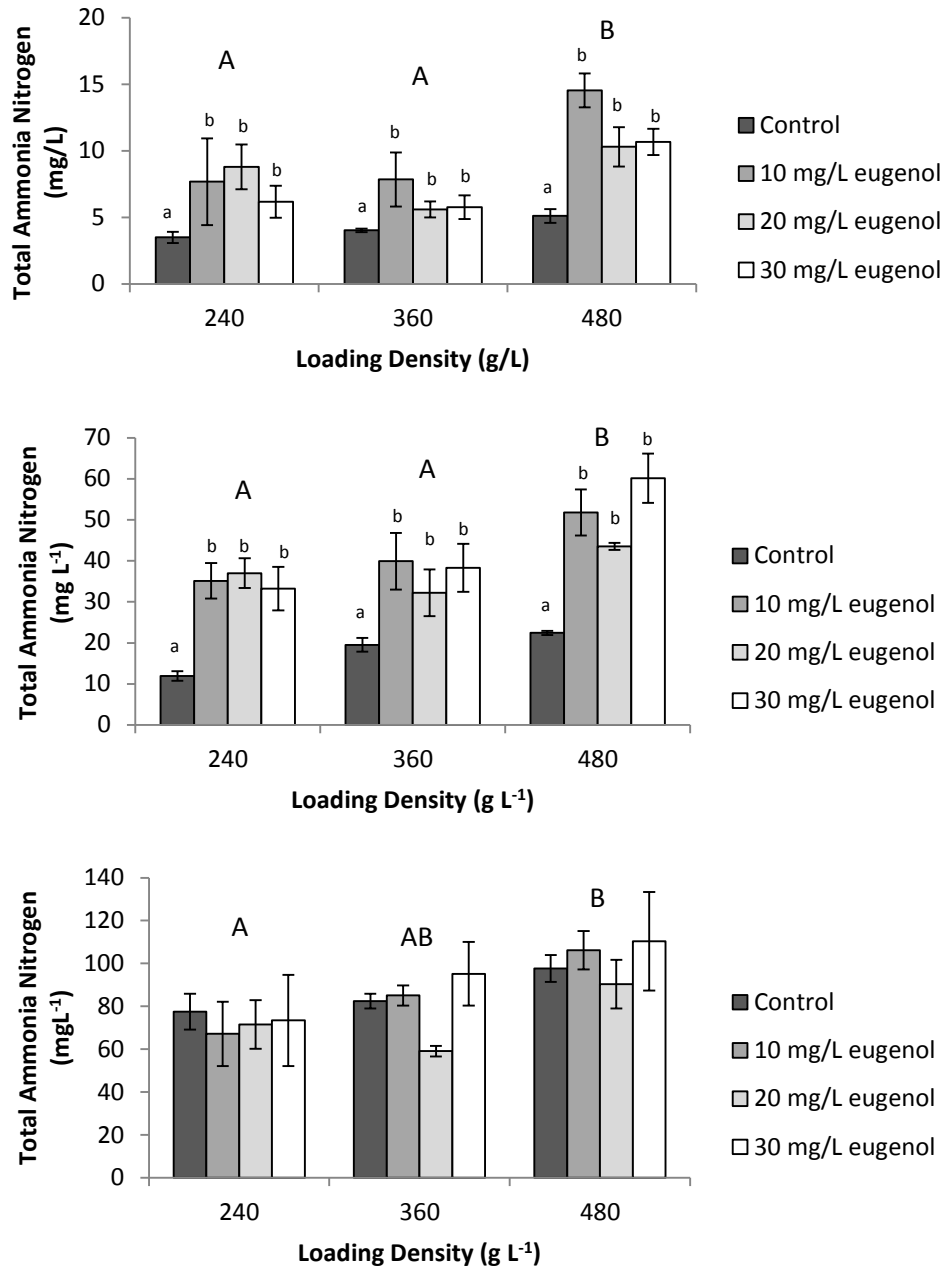 20
15
10
5
0
Total Ammonia Nitrogen
(mg/L)
A
A
B
a
b
b
b
a
b
b
b
a
b
b
b
240
360
480
Loading Density (g/L)
Control
10 mg/L eugenol
20 mg/L eugenol
30 mg/L eugenol
70
60
50
40
30
20
10
0
Total Ammonia Nitrogen
(mg L⁻¹)
A
A
B
a
b
b
b
a
b
b
b
a
b
b
b
240
360
480
Loading Density (g L⁻¹)
Control
10 mg/L eugenol
20 mg/L eugenol
30 mg/L eugenol
140
120
100
80
60
40
20
0
Total Ammonia Nitrogen
(mgL⁻¹)
A
AB
B
240
360
480
Loading Density (g L⁻¹)
Control
10 mg/L eugenol
20 mg/L eugenol
30 mg/L eugenol